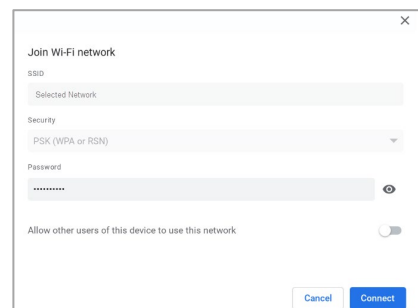 Join Wi-Fi network
SSID
Selected Network
Security
PSK (WPA or RSN)
Password
••••••••••
Allow other users of this device to use this network
Cancel Connect